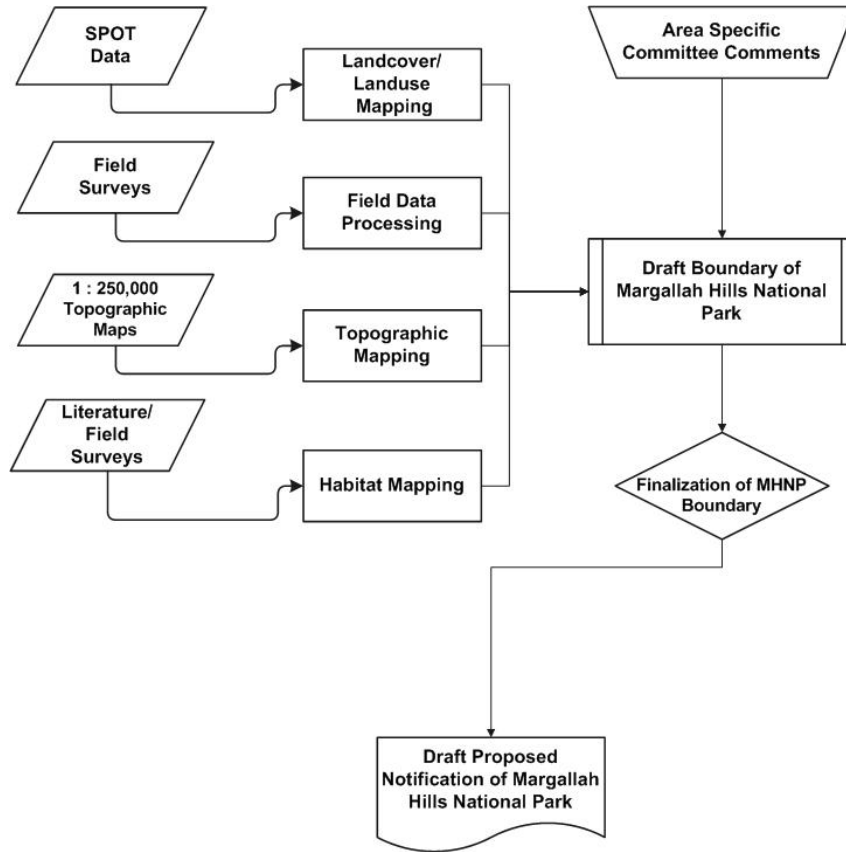 SPOT
Data
Landcover/
Landuse
Mapping
Area Specific
Committee Comments
Field
Surveys
Field Data
Processing
1 : 250,000
Topographic
Maps
Topographic
Mapping
Draft Boundary of
Margallah Hills National
Park
Literature/
Field
Surveys
Habitat Mapping
Finalization of MHNP
Boundary
Draft Proposed
Notification of Margallah
Hills National Park